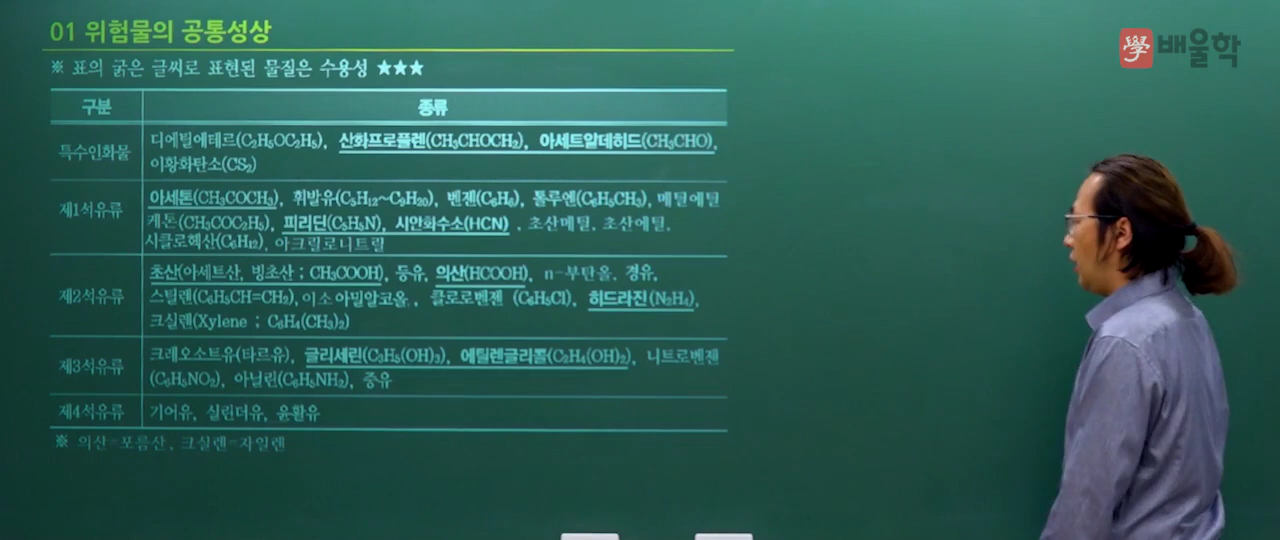 01 위험물의 공통성상
學 배울학
※ 표의 굵은 글씨로 표현된 물질은 수용성 ★★★
구분 종류
특수인화물 디에틸에테르(C₂H₅OC₂H₅), 산화프로필렌(CH₃CHOCH₂), 아세트알데히드(CH₃CHO),
이황화탄소(CS₂)
제1석유류 아세톤(CH₃COCH₃), 휘발유(C₅H₁₂~C₉H₂₀), 벤젠(C₆H₆), 톨루엔(C₆H₅CH₃), 메틸에틸
케톤(CH₃COC₂H₅), 피리딘(C₅H₅N), 시안화수소(HCN) , 초산메틸, 초산에틸,
시클로헥산(C₆H₁₂), 아크릴로니트릴
제2석유류 초산(아세트산, 빙초산 ; CH₃COOH), 등유, 의산(HCOOH), n-부탄올, 경유,
스틸렌(C₆H₅CH=CH₂), 이소아밀알코올, 클로로벤젠 (C₆H₅Cl), 히드라진(N₂H₄),
크실렌(Xylene ; C₆H₄(CH₃)₂)
제3석유류 크레오소트유(타르유), 글리세린(C₃H₅(OH)₃), 에틸렌글리콜(C₂H₄(OH)₂), 니트로벤젠
(C₆H₅NO₂), 아닐린(C₆H₅NH₂), 중유
제4석유류 기어유, 실린더유, 윤활유
※ 의산=포름산, 크실렌=자일렌